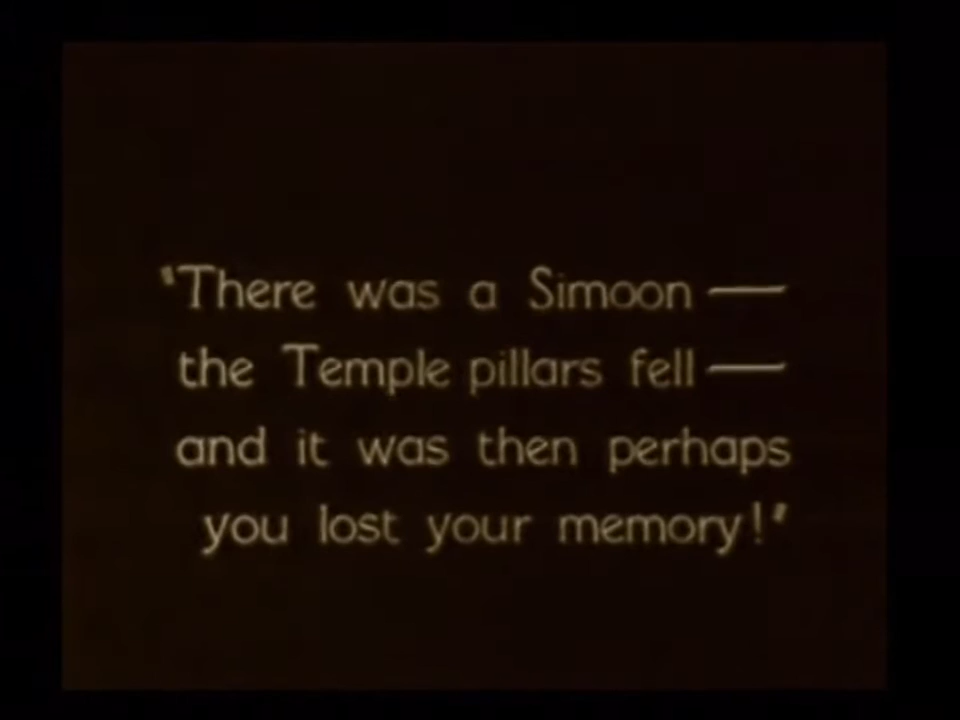 "There was a Simoon —
the Temple pillars fell —
and it was then perhaps
you lost your memory!"